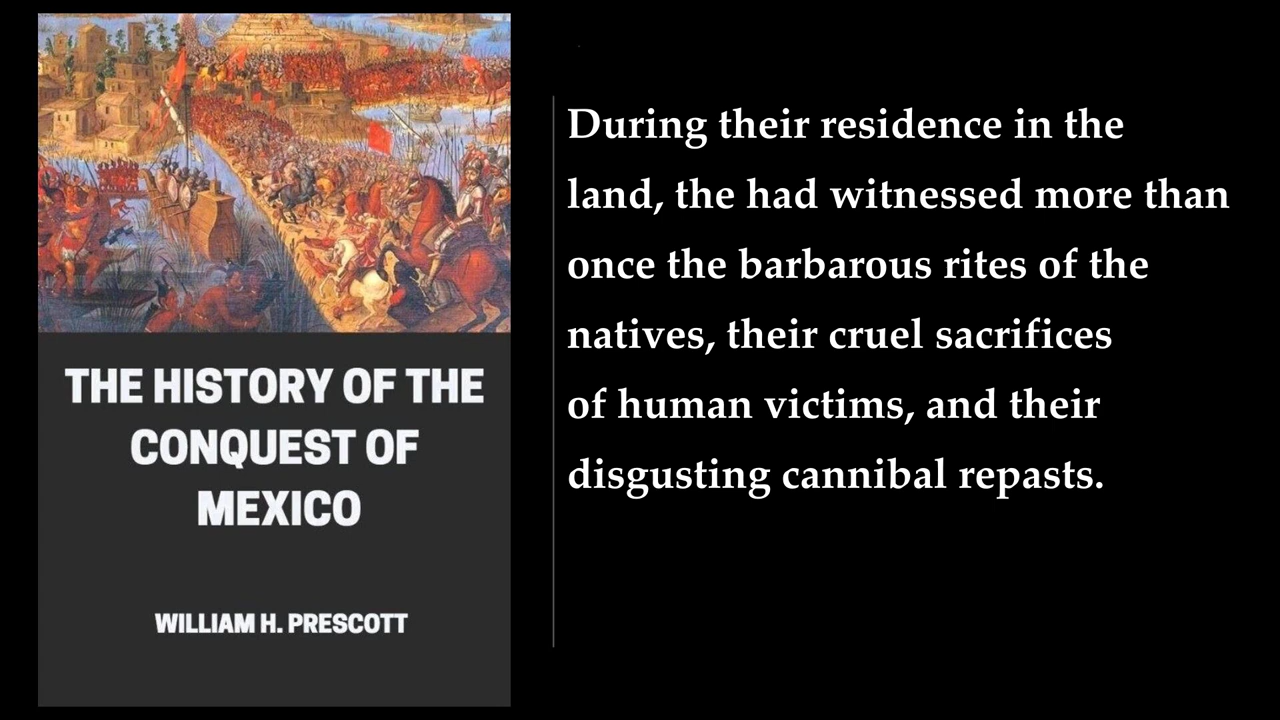 THE HISTORY OF THE
CONQUEST OF
MEXICO
WILLIAM H. PRESCOTT
During their residence in the
land, the had witnessed more than
once the barbarous rites of the
natives, their cruel sacrifices
of human victims, and their
disgusting cannibal repasts.